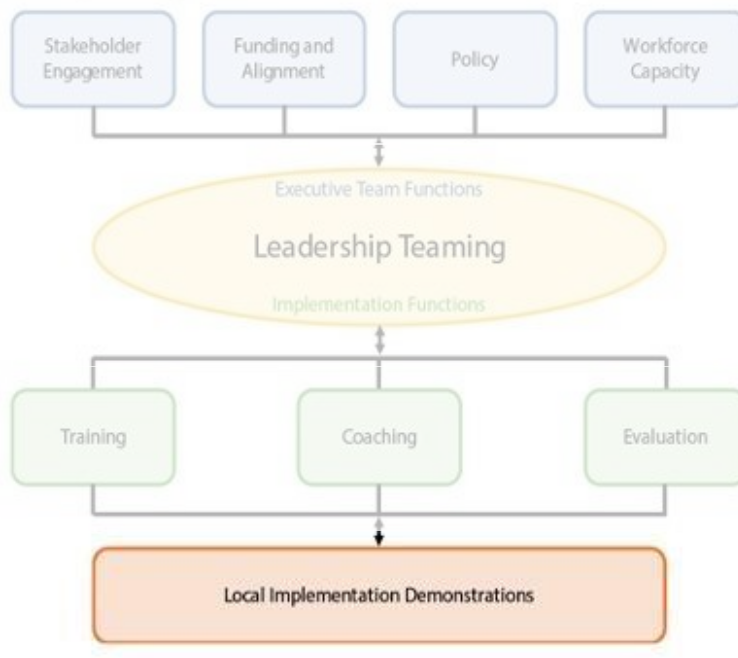 Stakeholder
Engagement
Funding and
Alignment
Policy
Workforce
Capacity
Executive Team Functions
Leadership Teaming
Implementation Functions
Training
Coaching
Evaluation
Local Implementation Demonstrations